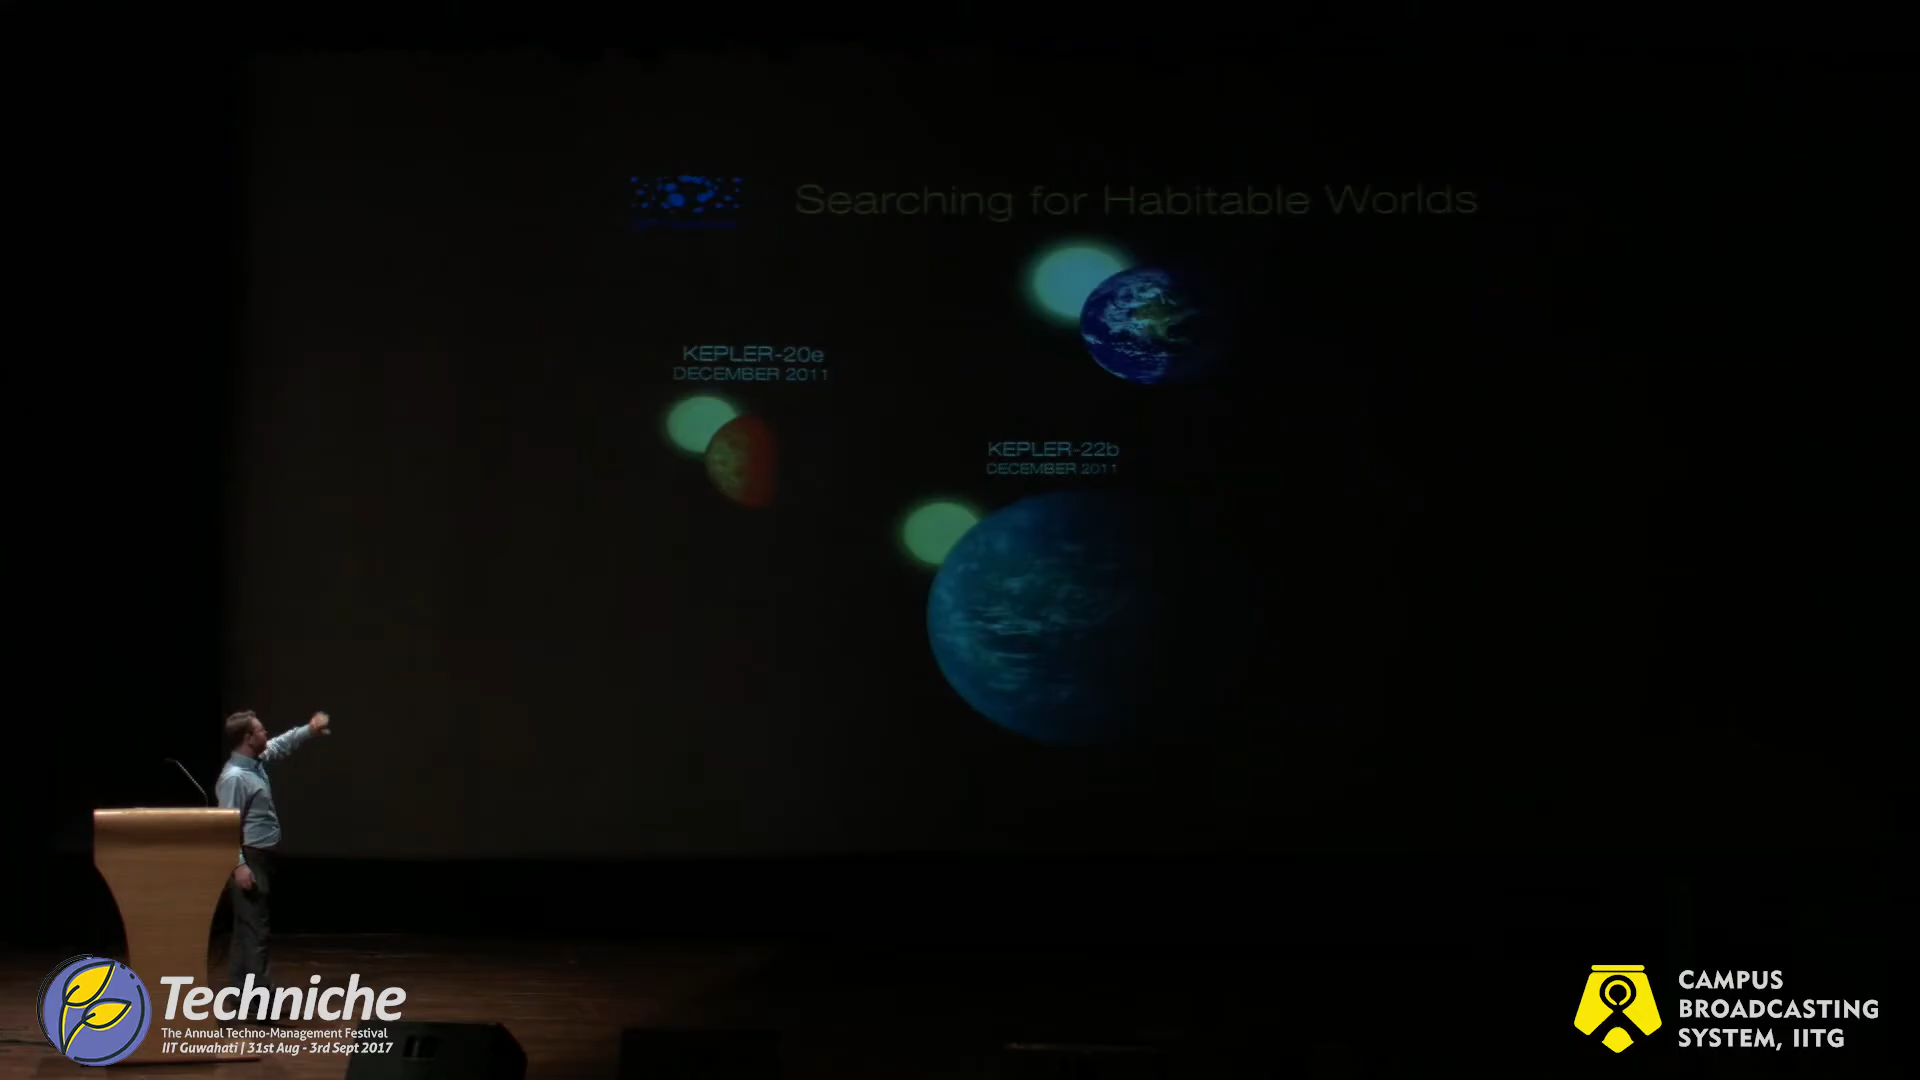 Searching for Habitable Worlds
KEPLER-20e
DECEMBER 2011
KEPLER-22b
DECEMBER 2011
Techniche
The Annual Techno-Management Festival
IIT Guwahati | 31st Aug - 3rd Sept 2017
CAMPUS
BROADCASTING
SYSTEM, IITG